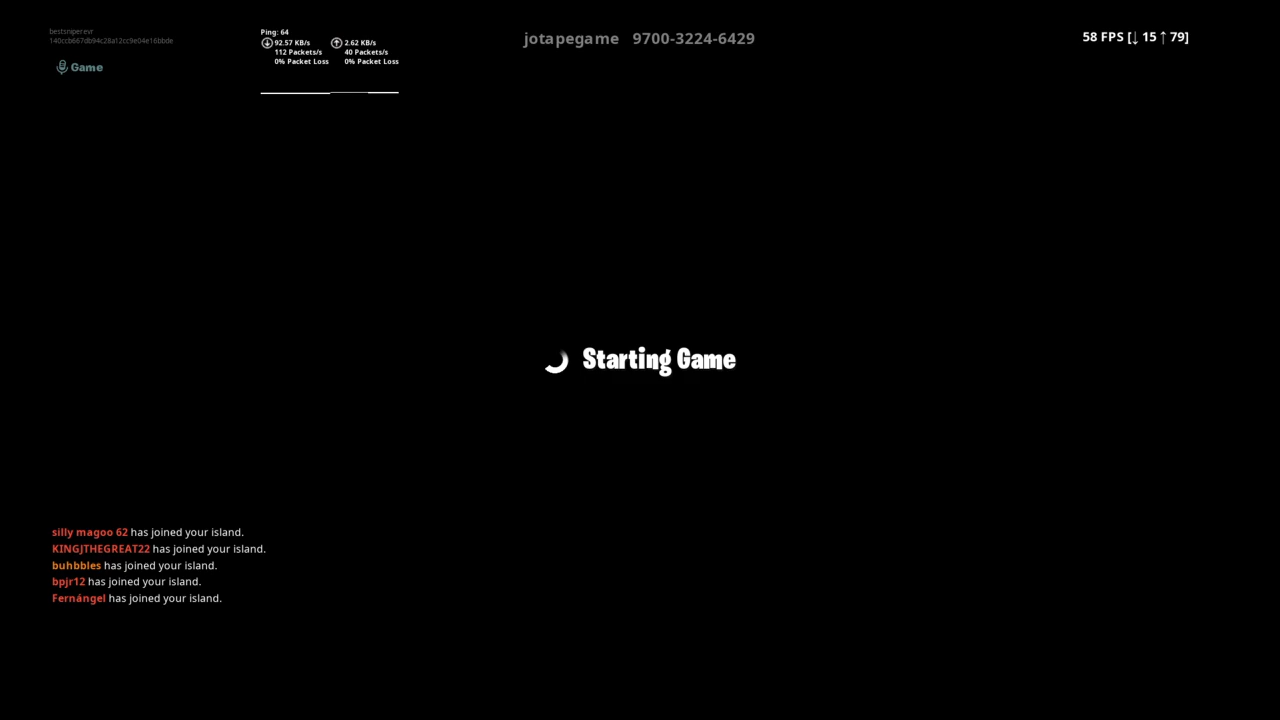 bestsniperevr
140ccb667db94c28a12cc9e04e16bbde
Game
Ping: 64
92.57 KB/s
112 Packets/s
0% Packet Loss
2.62 KB/s
40 Packets/s
0% Packet Loss
jotapegame 9700-3224-6429
58 FPS [↓ 15 ↑ 79]
Starting Game
silly magoo 62 has joined your island.
KINGJTHEGREAT22 has joined your island.
buhbbles has joined your island.
bpjr12 has joined your island.
Fernángel has joined your island.